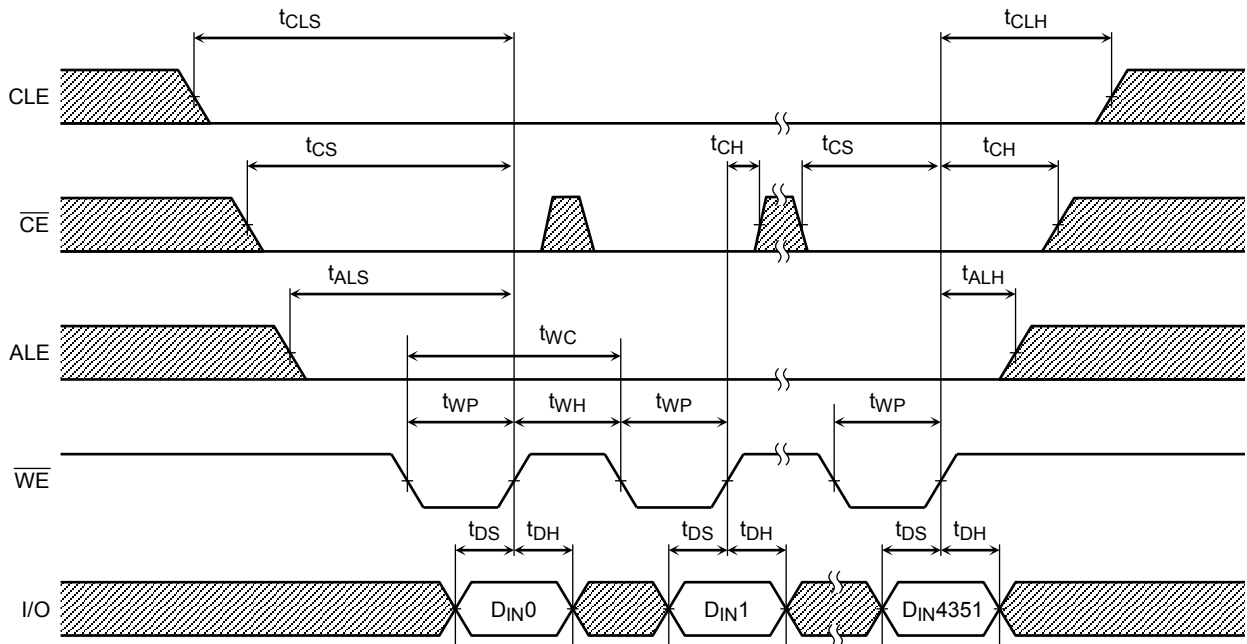 tCLS tCLH
CLE
tCS tCH tCS tCH
CE
tALS tALH
tWC
ALE
tWP tWH tWP tWP
WE
tDS tDH tDS tDH tDS tDH
I/O DIN0 DIN1 DIN4351